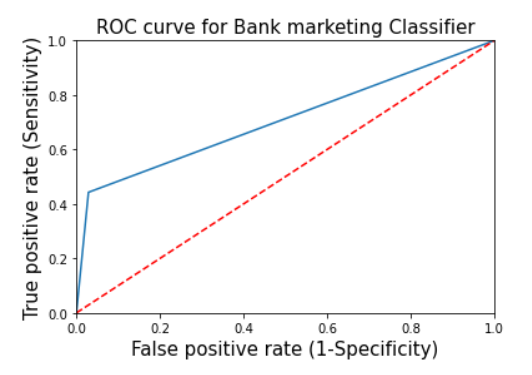 ROC curve for Bank marketing Classifier
1.0
0.8
0.6
0.4
0.2
0.0
True positive rate (Sensitivity)
0.0 0.2 0.4 0.6 0.8 1.0
False positive rate (1-Specificity)